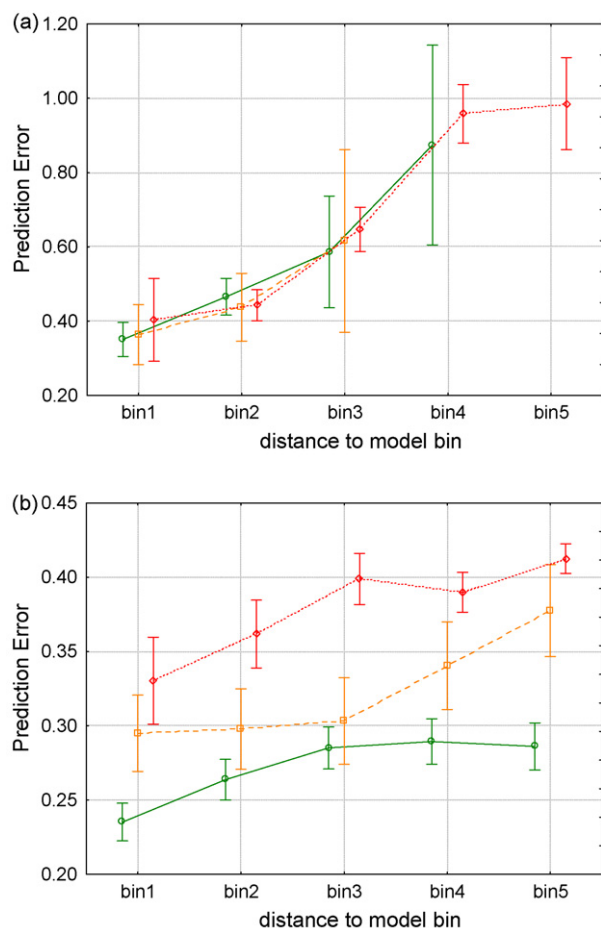 (a)
1.20
1.00
0.80
0.60
0.40
0.20
Prediction Error
bin1 bin2 bin3 bin4 bin5
distance to model bin
(b)
0.45
0.40
0.35
0.30
0.25
0.20
Prediction Error
bin1 bin2 bin3 bin4 bin5
distance to model bin